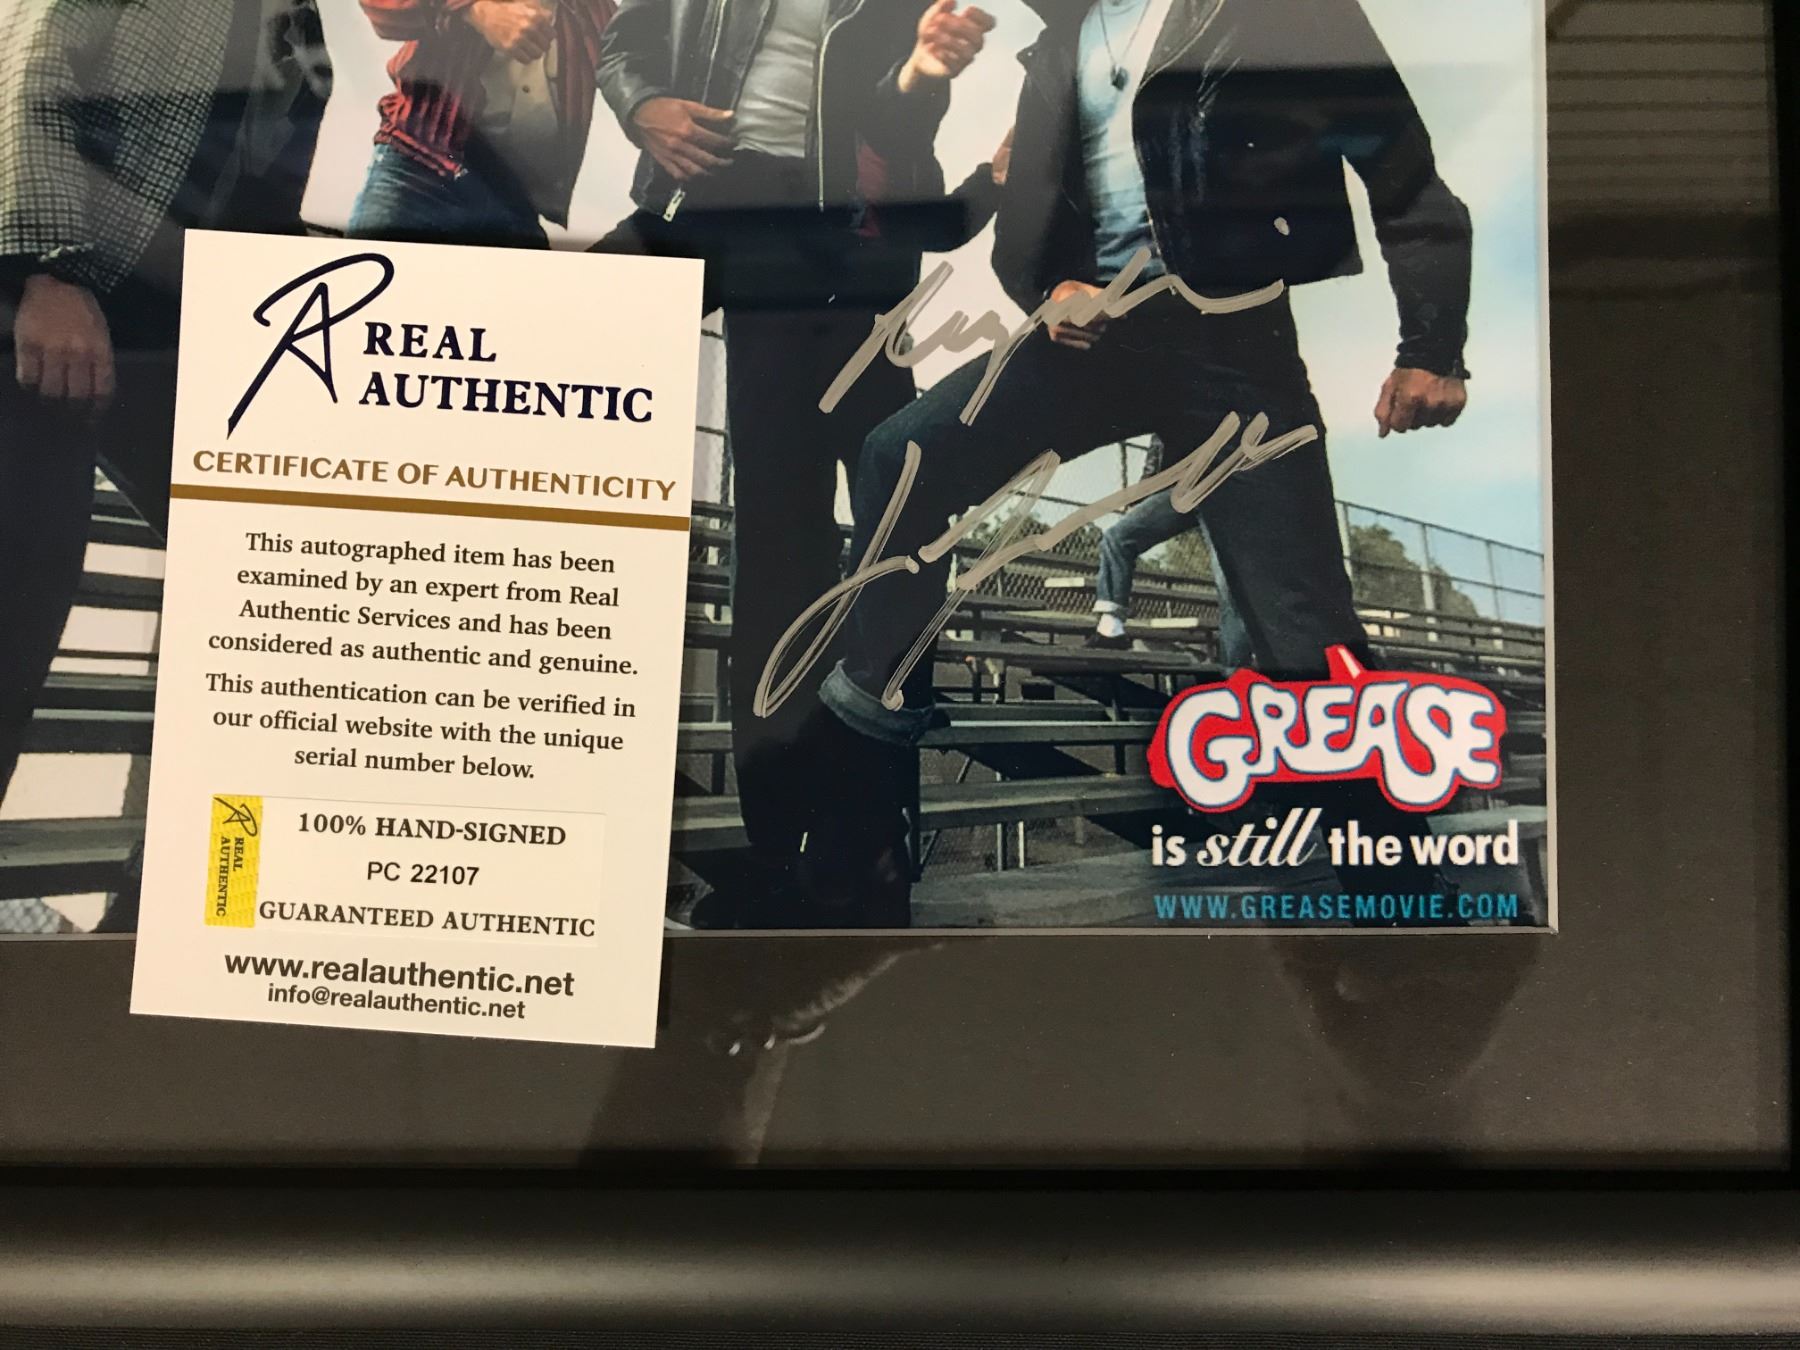 REAL
AUTHENTIC
CERTIFICATE OF AUTHENTICITY
This autographed item has been
examined by an expert from Real
Authentic Services and has been
considered as authentic and genuine.
This authentication can be verified in
our official website with the unique
serial number below.
REAL
AUTHENTIC
100% HAND-SIGNED
PC 22107
GUARANTEED AUTHENTIC
www.realauthentic.net
info@realauthentic.net
GREASE
is still the word
WWW.GREASEMOVIE.COM